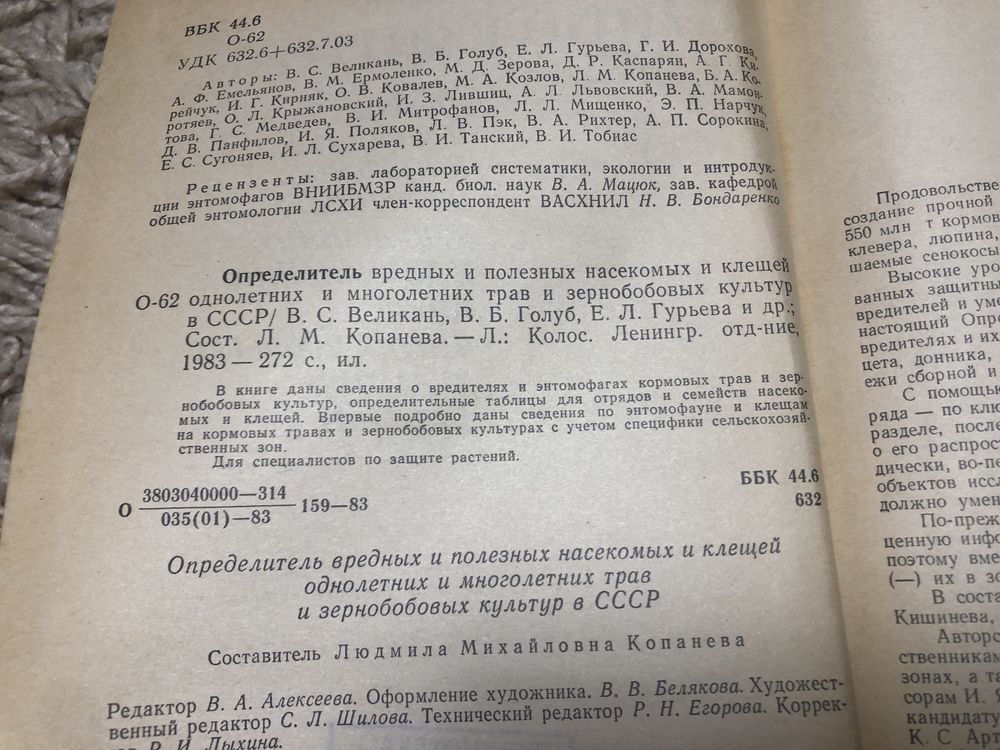 ББК 44.6
О-62
УДК 632.6+632.7.03
Авторы: В. С. Великань, В. Б. Голуб, Е. Л. Гурьева, Г. И. Дорохова,
А. Ф. Емельянов, В. М. Ермоленко, М. Д. Зерова, Д. Р. Каспарян, А. Г. Ки-
рейчук, И. Г. Кирияк, О. В. Ковалев, М. А. Козлов, Л. М. Копанева, Б. А. Ко-
ротяев, О. Л. Крыжановский, И. З. Лившиц, А. Л. Львовский, В. А. Мамон-
това, Г. С. Медведев, В. И. Митрофанов, Л. Л. Мищенко, Э. П. Нарчук,
Д. В. Панфилов, И. Я. Поляков, Л. В. Пэк, В. А. Рихтер, А. П. Сорокина,
Е. С. Сугоняев, И. Л. Сухарева, В. И. Танский, В. И. Тобиас
Рецензенты: зав. лабораторией систематики, экологии и интродук-
ции энтомофагов ВНИИБМЗР канд. биол. наук В. А. Мацюк, зав. кафедрой
общей энтомологии ЛСХИ член-корреспондент ВАСХНИЛ Н. В. Бондаренко
Определитель вредных и полезных насекомых и клещей
О-62 однолетних и многолетних трав и зернобобовых культур
в СССР/ В. С. Великань, В. Б. Голуб, Е. Л. Гурьева и др.;
Сост. Л. М. Копанева. — Л.: Колос. Ленингр. отд-ние,
1983 — 272 с., ил.
В книге даны сведения о вредителях и энтомофагах кормовых трав и зер-
нобобовых культур, определительные таблицы для отрядов и семейств насеко-
мых и клещей. Впервые подробно даны сведения по энтомофауне и клещам
на кормовых травах и зернобобовых культурах с учетом специфики сельскохозяй-
ственных зон.
Для специалистов по защите растений.
О 3803040000—314 159—83
035(01)—83
ББК 44.6
632
Определитель вредных и полезных насекомых и клещей
однолетних и многолетних трав
и зернобобовых культур в СССР
Составитель Людмила Михайловна Копанева
Редактор В. А. Алексеева. Оформление художника. В. В. Белякова. Художест-
венный редактор С. Л. Шилова. Технический редактор Р. Н. Егорова. Коррек-
тор Р. И. Лыхина.
Продовольстве
создание прочной
550 млн т кормов
клевера, люпина,
шаемые сенокосы
Высокие уро
ванных защитны
вредителей и уме
настоящий Опре
вредителях и их
цета, донника,
ежи сборной и
С помощью
ряда — по клю
разделе, после
о его распрост
дически, во-пе
объектов иссл
должно умен
По-преж
ценную инфо
поэтому вме
(—) их в зо
В соста
Кишинева,
Авторс
ственникам
зонах, а та
сорам И. Я
кандидату
К. С Арт